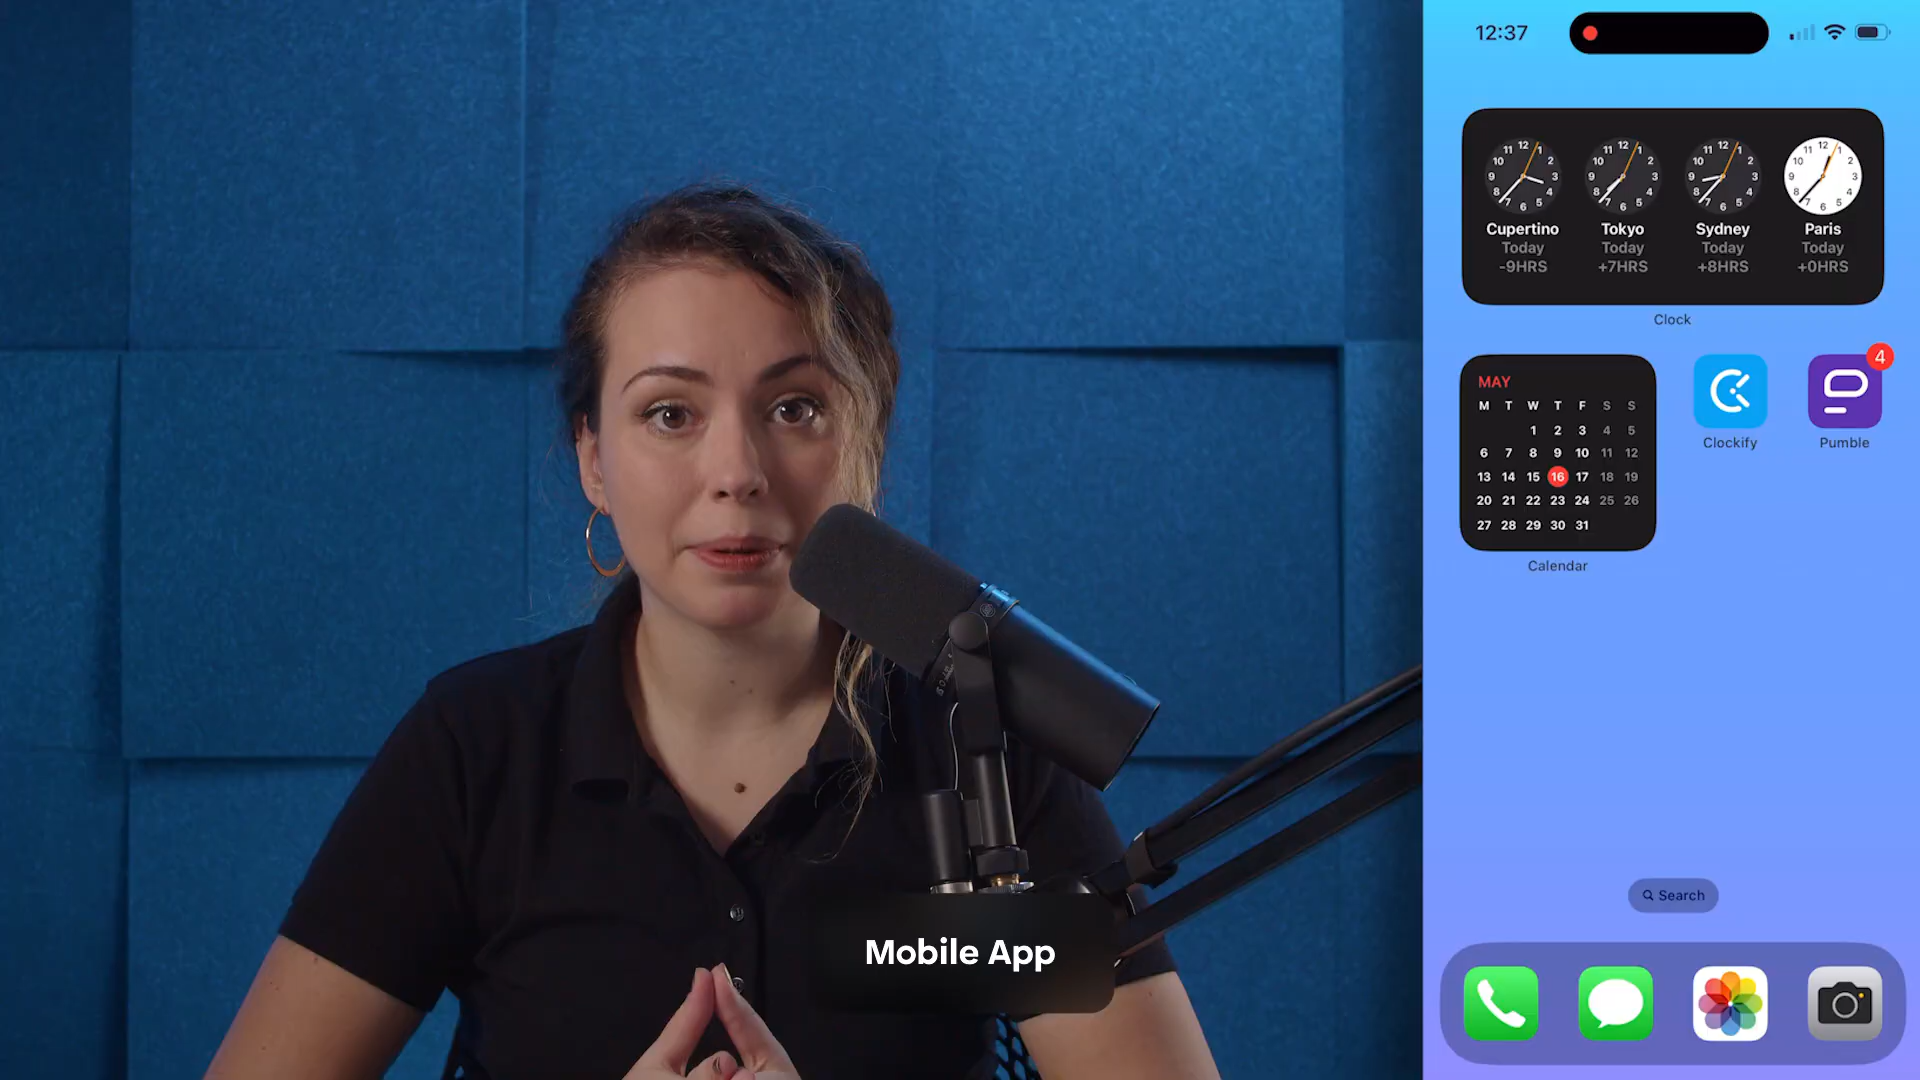 12:37
Cupertino Tokyo Sydney Paris
Today Today Today Today
-9HRS +7HRS +8HRS +0HRS
Clock
4
MAY
M T W T F S S
1 2 3 4 5
6 7 8 9 10 11 12
13 14 15 16 17 18 19
20 21 22 23 24 25 26
27 28 29 30 31
Calendar
Clockify
Pumble
Search
Mobile App